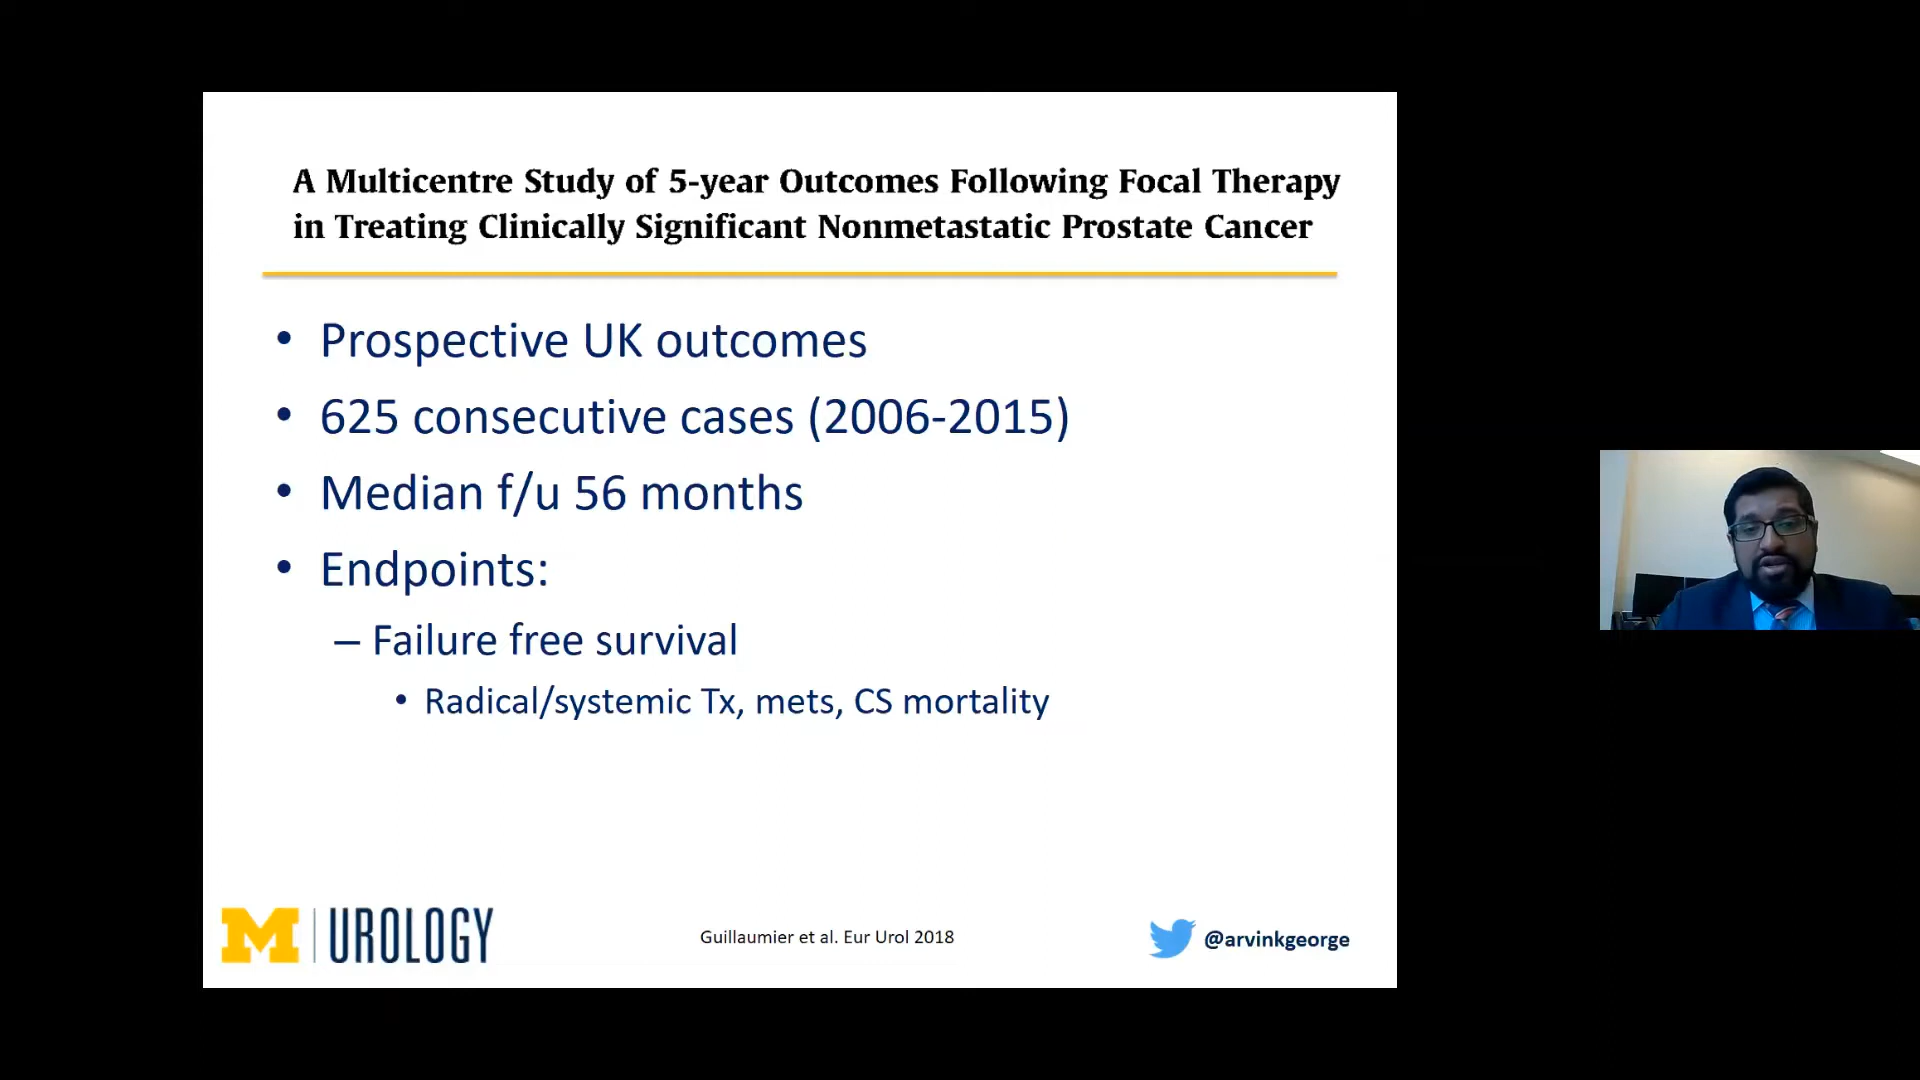 A Multicentre Study of 5-year Outcomes Following Focal Therapy
in Treating Clinically Significant Nonmetastatic Prostate Cancer
• Prospective UK outcomes
• 625 consecutive cases (2006-2015)
• Median f/u 56 months
• Endpoints:
– Failure free survival
• Radical/systemic Tx, mets, CS mortality
M | UROLOGY
Guillaumier et al. Eur Urol 2018
@arvinkgeorge